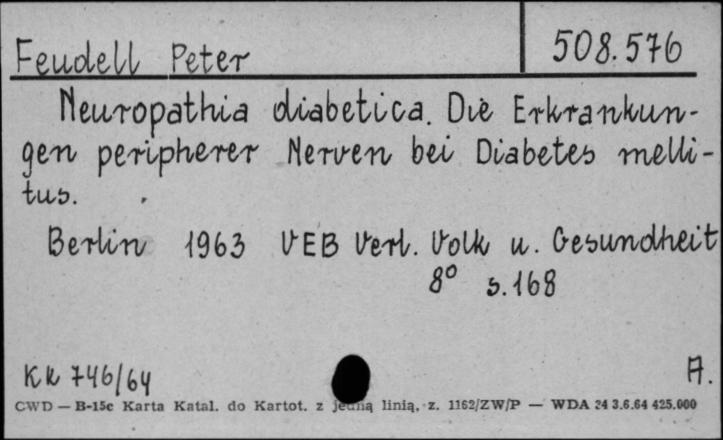 Feudell Peter 508.576
Neuropathia diabetica. Die Erkrankun-
gen peripherer Nerven bei Diabetes melli-
tus.
Berlin 1963 VEB Verl. Volk u. Gesundheit
8° s.168
KK 746/64 A.
CWD — B-15c Karta Katal. do Kartot. z jedną linią, z. 1162/ZW/P — WDA 24 3.6.64 425.000